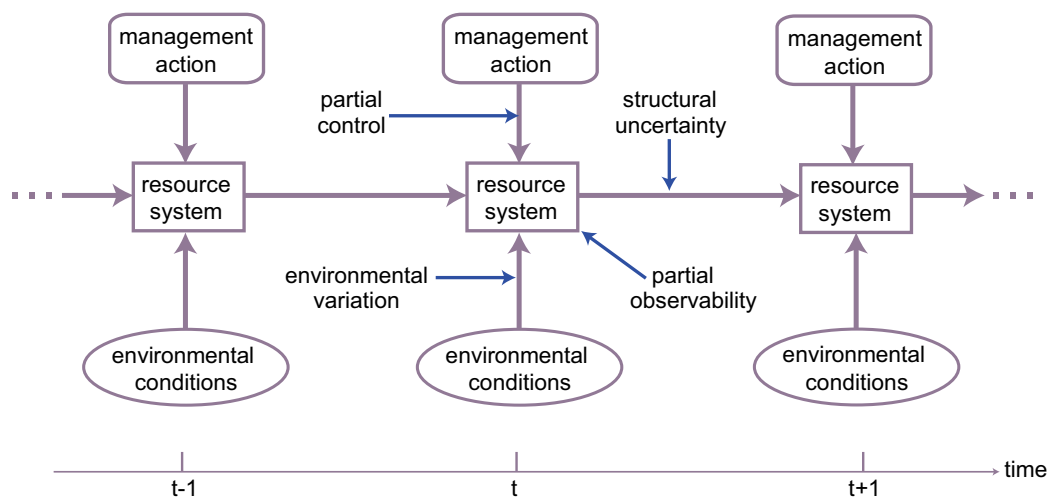 management
action
management
action
management
action
partial
control
structural
uncertainty
resource
system
resource
system
resource
system
environmental
variation
partial
observability
environmental
conditions
environmental
conditions
environmental
conditions
time
t-1
t
t+1